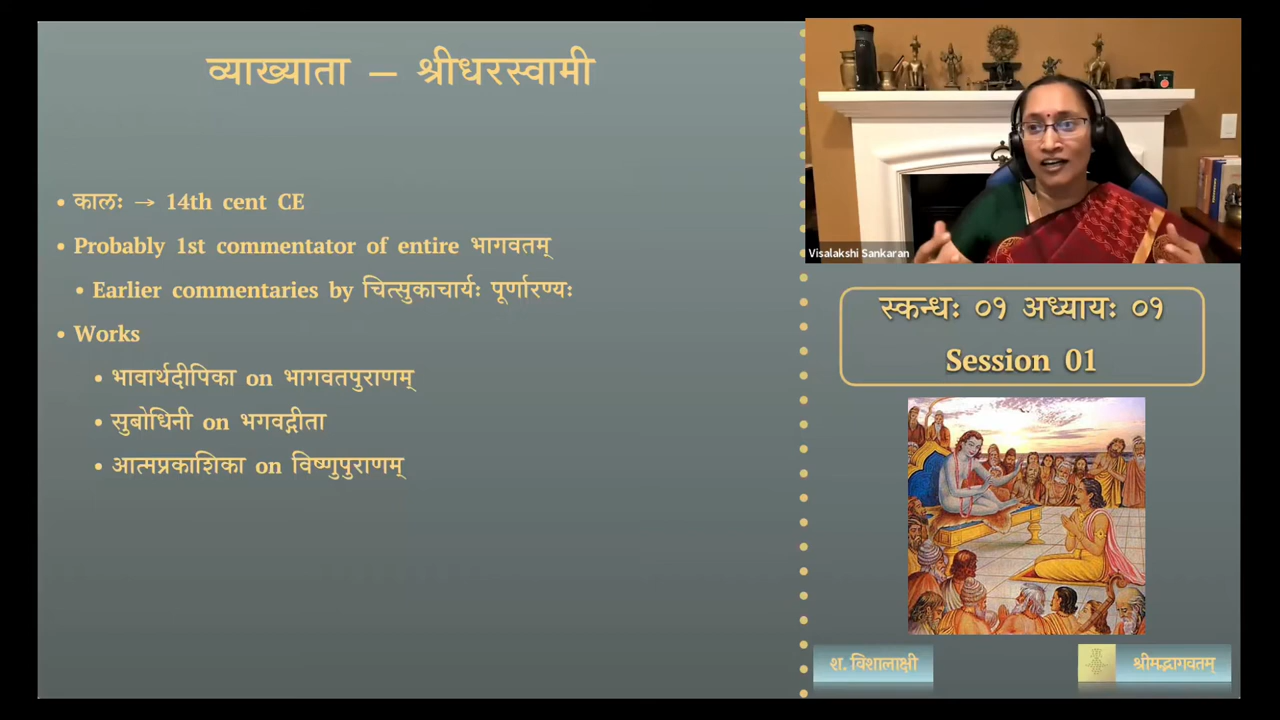 व्याख्याता – श्रीधरस्वामी
• कालः → 14th cent CE
• Probably 1st commentator of entire भागवतम्
• Earlier commentaries by चित्सुकाचार्यः पूर्णारण्यः
• Works
• भावार्थदीपिका on भागवतपुराणम्
• सुबोधिनी on भगवद्गीता
• आत्मप्रकाशिका on विष्णुपुराणम्
Visalakshi Sankaran
स्कन्धः ०१ अध्यायः ०१
Session 01
श. विशालाक्षी
श्रीमद्भागवतम्